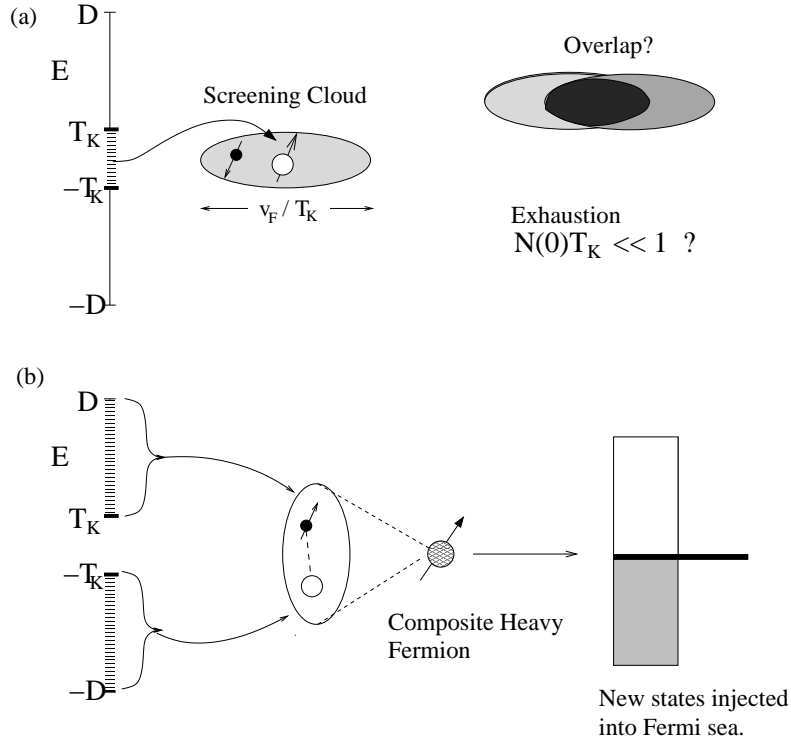 (a)
D
E
T_K
−T_K
−D
Screening Cloud
v_F / T_K
Overlap?
Exhaustion
N(0)T_K << 1 ?
(b)
D
E
T_K
−T_K
−D
Composite Heavy
Fermion
New states injected
into Fermi sea.